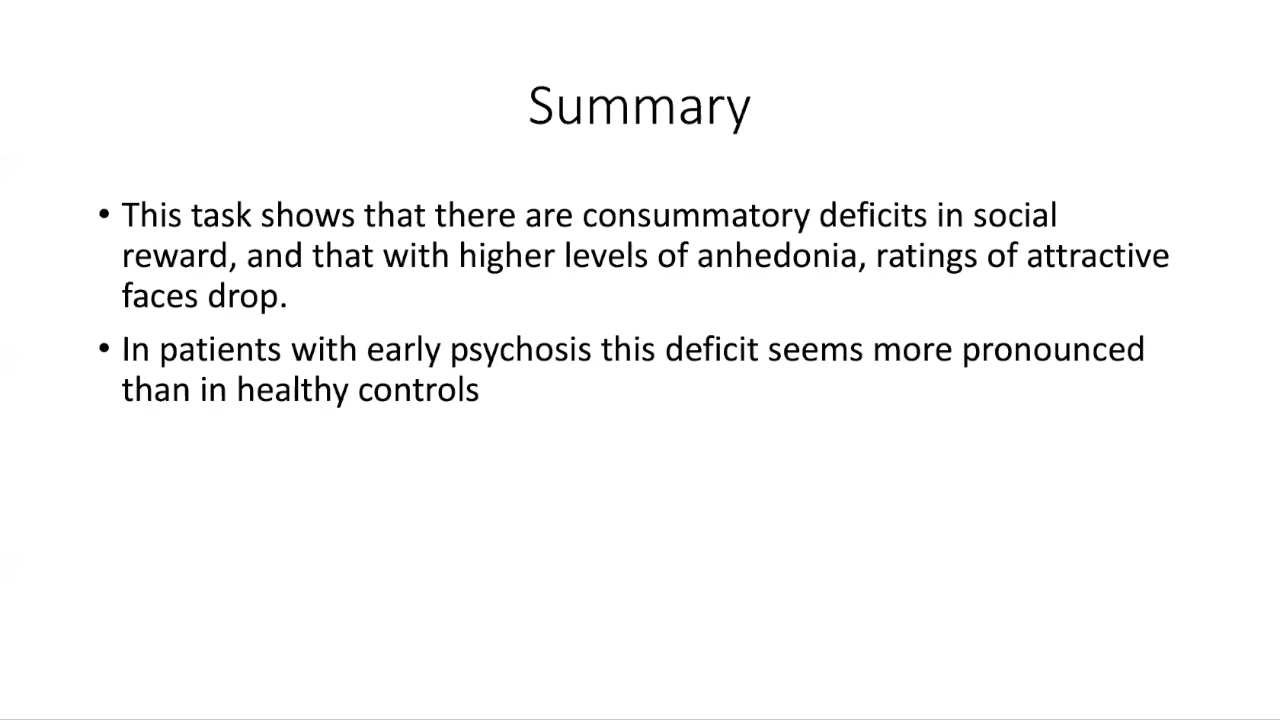 Summary
• This task shows that there are consummatory deficits in social
reward, and that with higher levels of anhedonia, ratings of attractive
faces drop.
• In patients with early psychosis this deficit seems more pronounced
than in healthy controls